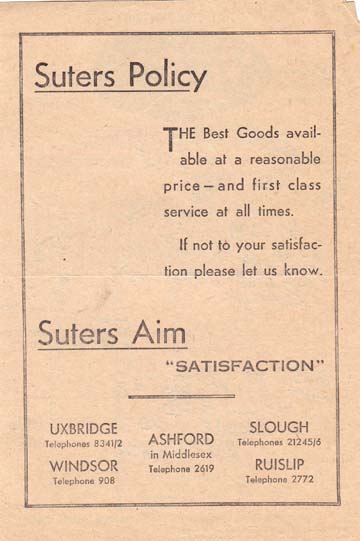 Suters Policy
THE Best Goods avail-
able at a reasonable
price — and first class
service at all times.
If not to your satisfac-
tion please let us know.
Suters Aim
"SATISFACTION"
UXBRIDGE
Telephones 8341/2
WINDSOR
Telephone 908
ASHFORD
in Middlesex
Telephone 2619
SLOUGH
Telephones 21245/6
RUISLIP
Telephone 2772